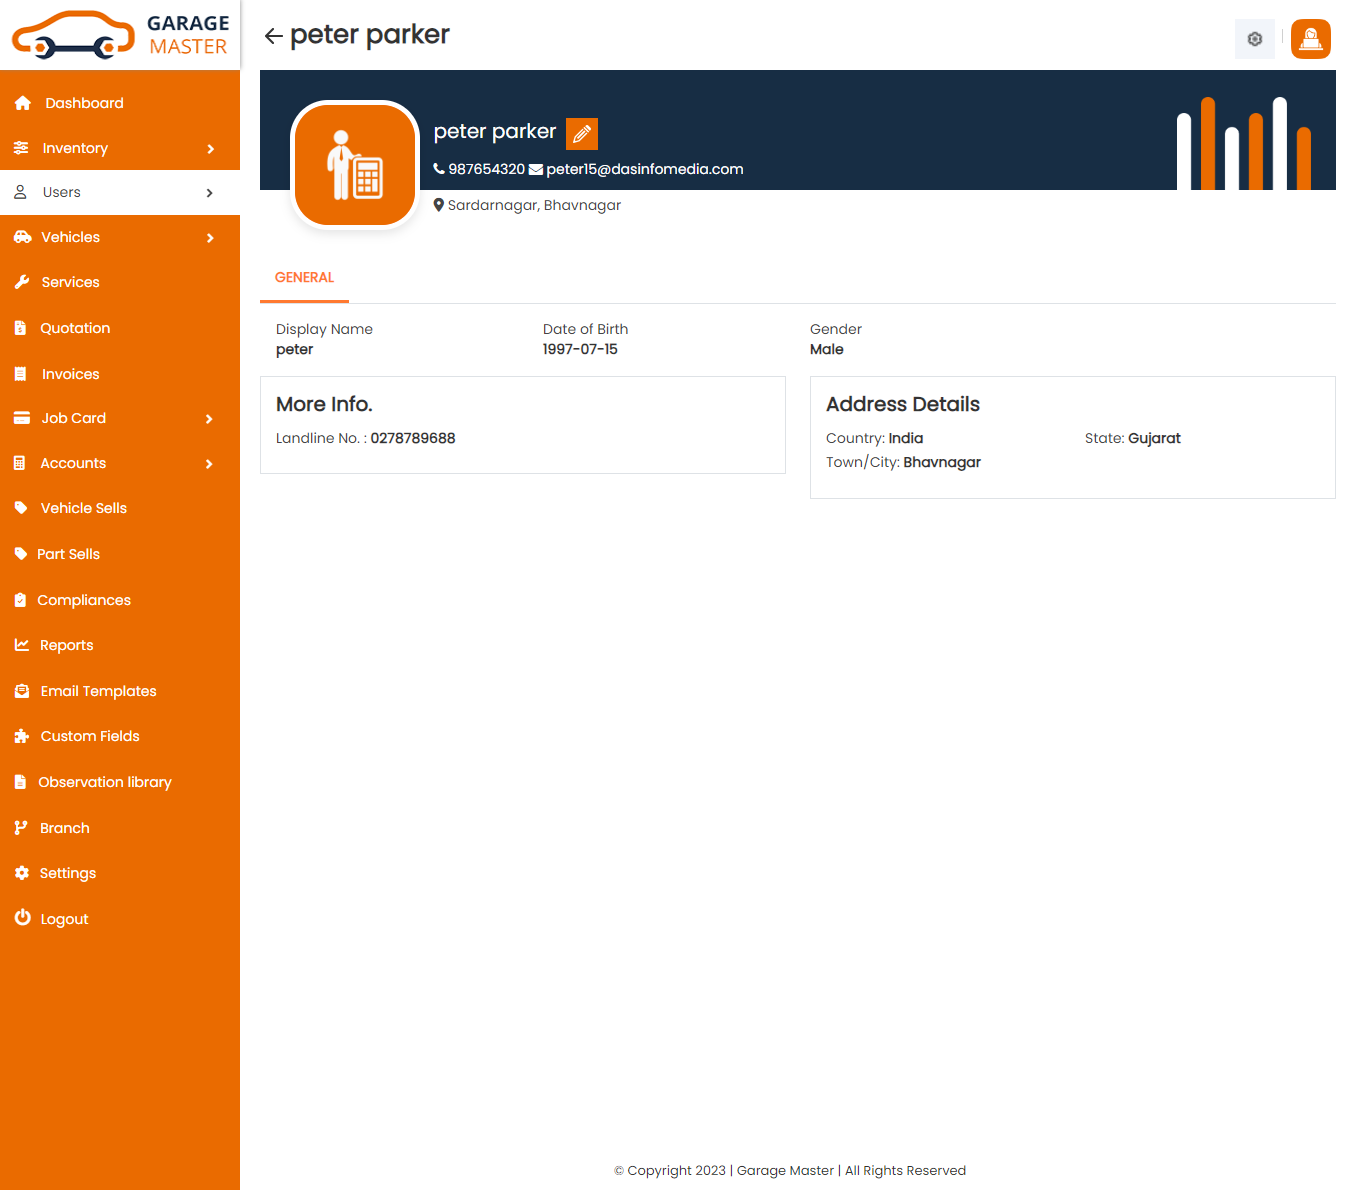 GARAGE
MASTER
Dashboard
Inventory
Users
Vehicles
Services
Quotation
Invoices
Job Card
Accounts
Vehicle Sells
Part Sells
Compliances
Reports
Email Templates
Custom Fields
Observation library
Branch
Settings
Logout
peter parker
peter parker
987654320 peter15@dasinfomedia.com
Sardarnagar, Bhavnagar
GENERAL
Display Name
peter
Date of Birth
1997-07-15
Gender
Male
More Info.
Landline No. : 0278789688
Address Details
Country: India
State: Gujarat
Town/City: Bhavnagar
© Copyright 2023 | Garage Master | All Rights Reserved